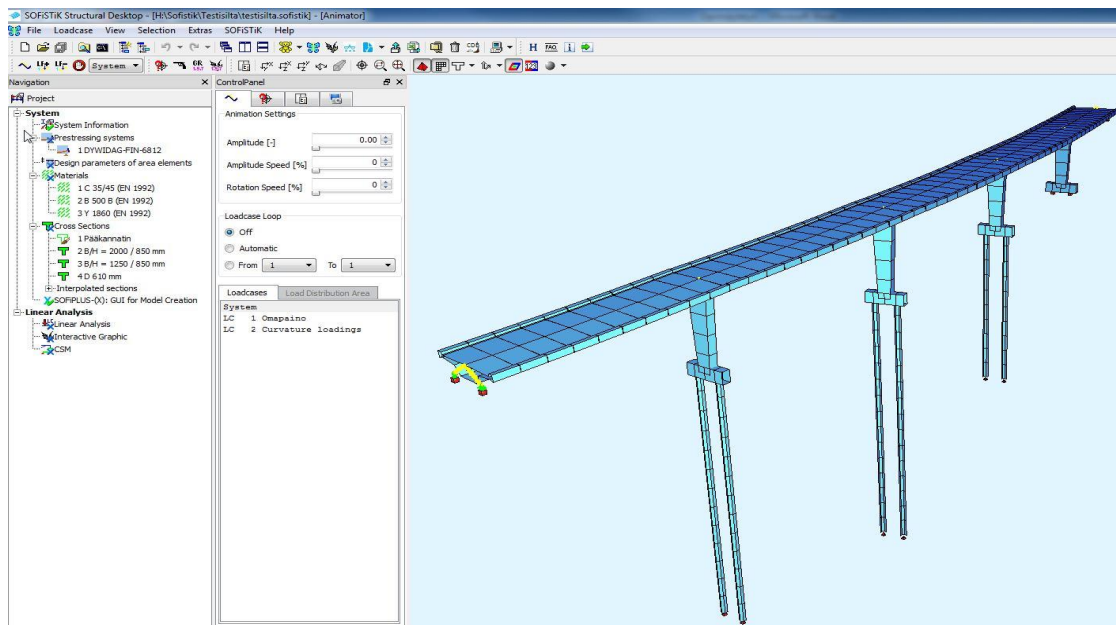 SOFiSTiK Structural Desktop - [H:\Sofistik\Testisilta\testisilta.sofistik] - [Animator]
File Loadcase View Selection Extras SOFiSTiK Help
System
H FAQ i
Navigation
Project
System
System Information
Prestressing systems
1 DYWIDAG-FIN-6812
Design parameters of area elements
Materials
1 C 35/45 (EN 1992)
2 B 500 B (EN 1992)
3 Y 1860 (EN 1992)
Cross Sections
1 Pääkannatin
2 B/H = 2000 / 850 mm
3 B/H = 1250 / 850 mm
4 D 610 mm
Interpolated sections
SOFiPLUS-(X): GUI for Model Creation
Linear Analysis
Linear Analysis
Interactive Graphic
CSM
ControlPanel
Animation Settings
Amplitude [-] 0.00
Amplitude Speed [%] 0
Rotation Speed [%] 0
Loadcase Loop
Off
Automatic
From 1 To 1
Loadcases Load Distribution Area
System
LC 1 Omapaino
LC 2 Curvature loadings